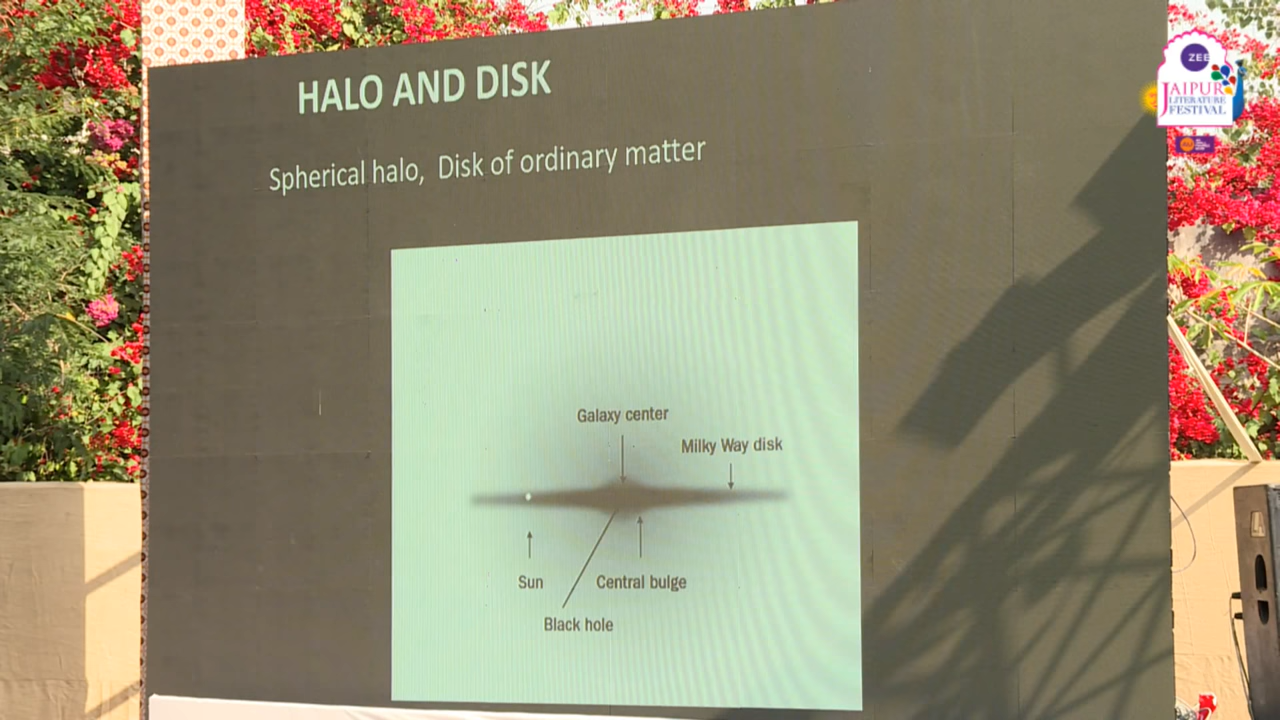 HALO AND DISK
Spherical halo, Disk of ordinary matter
Galaxy center
Milky Way disk
Sun
Central bulge
Black hole
ZEE
JAIPUR
LITERATURE
FESTIVAL